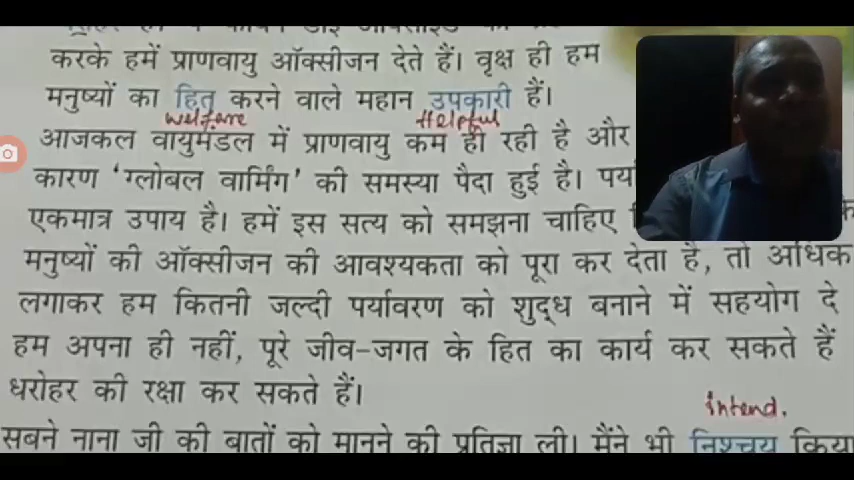 करके हमें प्राणवायु ऑक्सीजन देते हैं। वृक्ष ही हम
मनुष्यों का हित करने वाले महान उपकारी हैं।
welfare Helpful
आजकल वायुमंडल में प्राणवायु कम हो रही है और
कारण ‘ग्लोबल वार्मिंग’ की समस्या पैदा हुई है।
एकमात्र उपाय है। हमें इस सत्य को समझना चाहिए
मनुष्यों की ऑक्सीजन की आवश्यकता को पूरा कर देता है, तो अधिक
लगाकर हम कितनी जल्दी पर्यावरण को शुद्ध बनाने में सहयोग दे
हम अपना ही नहीं, पूरे जीव-जगत के हित का कार्य कर सकते हैं
धरोहर की रक्षा कर सकते हैं।
intend.
सबने नाना जी की बातों को मानने की प्रतिज्ञा ली। मैंने भी निश्चय किया